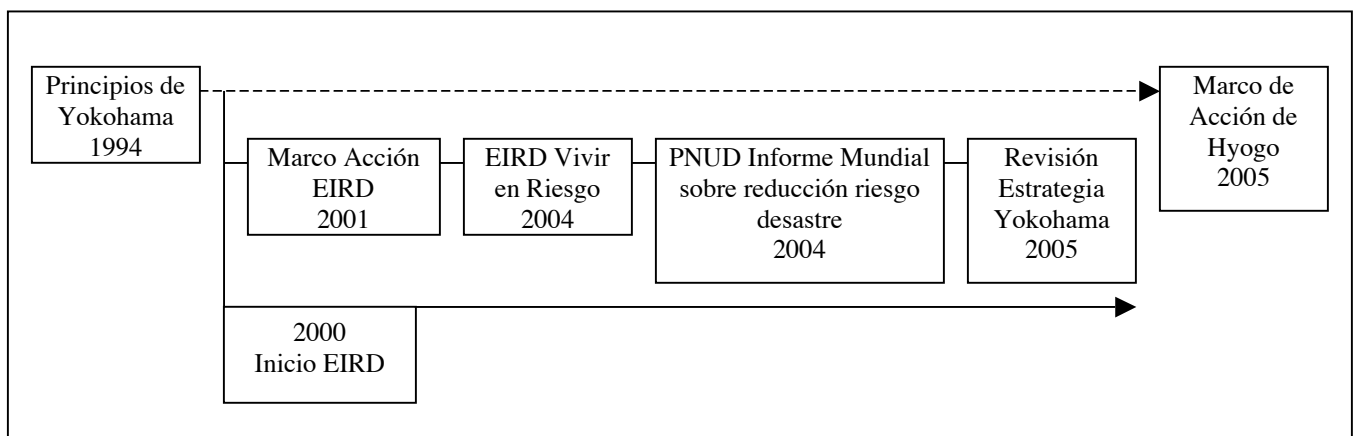 Principios de
Yokohama
1994
Marco Acción
EIRD
2001
EIRD Vivir
en Riesgo
2004
PNUD Informe Mundial
sobre reducción riesgo
desastre
2004
Revisión
Estrategia
Yokohama
2005
Marco de
Acción de
Hyogo
2005
2000
Inicio EIRD